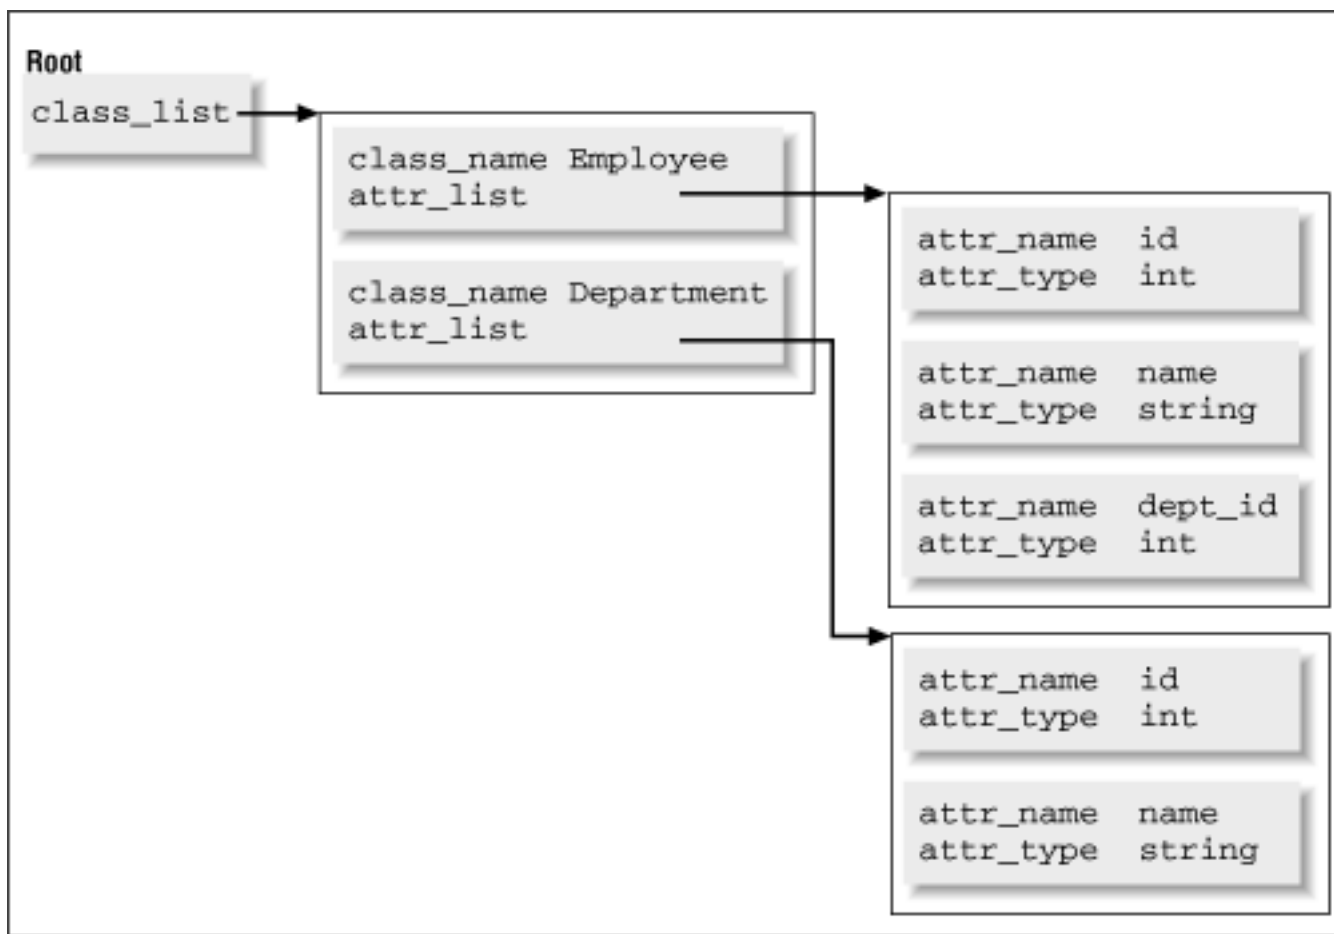 Root
class_list
class_name Employee
attr_list
class_name Department
attr_list
attr_name id
attr_type int
attr_name name
attr_type string
attr_name dept_id
attr_type int
attr_name id
attr_type int
attr_name name
attr_type string